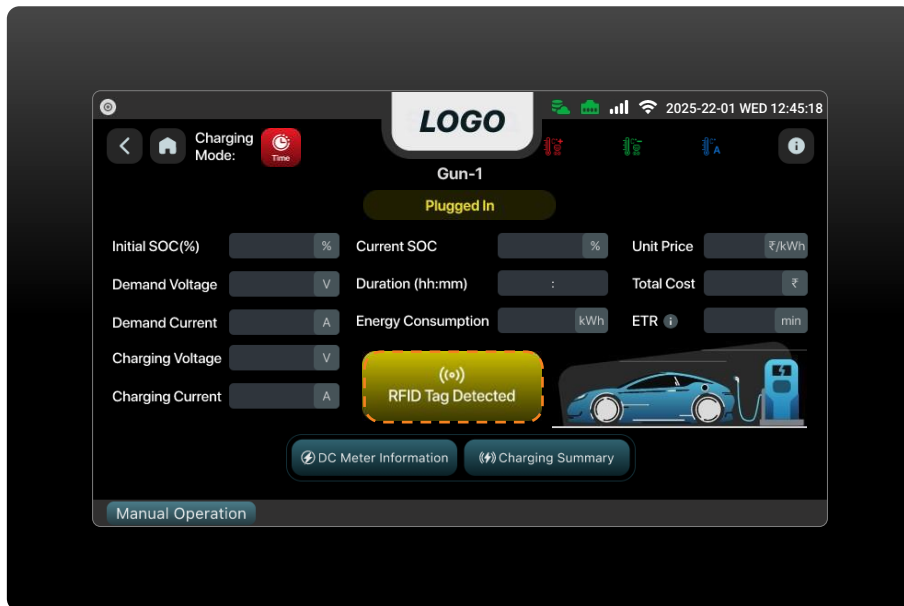 LOGO
2025-22-01 WED 12:45:18
Charging
Mode:
Time
A
Gun-1
Plugged In
Initial SOC(%) %
Current SOC %
Unit Price ₹/kWh
Demand Voltage V
Duration (hh:mm) :
Total Cost ₹
Demand Current A
Energy Consumption kWh
ETR i min
Charging Voltage V
Charging Current A
RFID Tag Detected
DC Meter Information
Charging Summary
Manual Operation